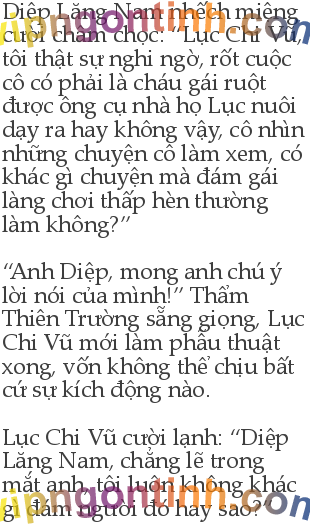 Diệp Lăng Nam nhếch miệng
cười châm chọc: “Lục Chi Vũ
tôi thật sự nghi ngờ, rốt cuộc
cô có phải là cháu gái ruột
được ông cụ nhà họ Lục nuôi
dạy ra hay không vậy, cô nhìn
những chuyện cô làm xem, có
khác gì chuyện mà đám gái
làng chơi thấp hèn thường
làm không?”
“Anh Diệp, mong anh chú ý
lời nói của mình!” Thẩm
Thiên Trường sẵng giọng, Lục
Chi Vũ mới làm phẫu thuật
xong, vốn không thể chịu bất
cứ sự kích động nào.
Lục Chi Vũ cười lạnh: “Diệp
Lăng Nam, chẳng lẽ trong
mắt anh, tôi luôn không khác
gì đám người đó hay sao?”
vipngontinh.com
vipngontinh.com